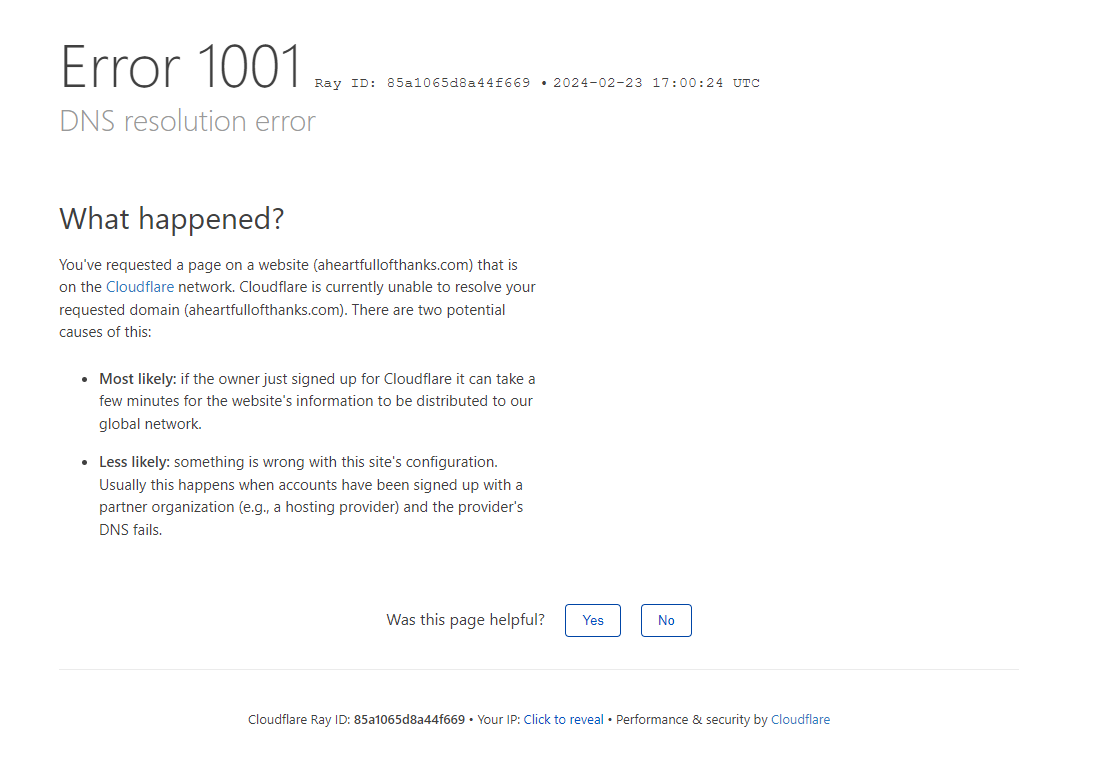 Error 1001 Ray ID: 85a1065d8a44f669 • 2024-02-23 17:00:24 UTC
DNS resolution error
What happened?
You've requested a page on a website (aheartfullofthanks.com) that is
on the Cloudflare network. Cloudflare is currently unable to resolve your
requested domain (aheartfullofthanks.com). There are two potential
causes of this:
• Most likely: if the owner just signed up for Cloudflare it can take a
few minutes for the website's information to be distributed to our
global network.
• Less likely: something is wrong with this site's configuration.
Usually this happens when accounts have been signed up with a
partner organization (e.g., a hosting provider) and the provider's
DNS fails.
Was this page helpful? Yes No
Cloudflare Ray ID: 85a1065d8a44f669 • Your IP: Click to reveal • Performance & security by Cloudflare